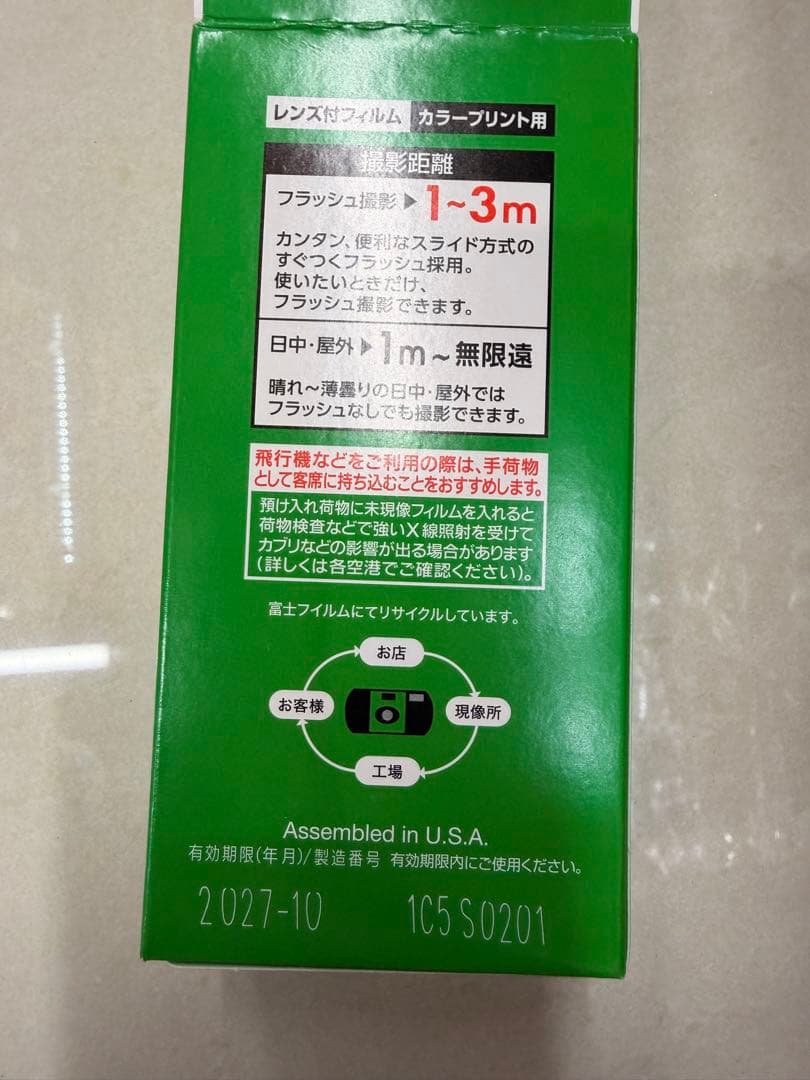 レンズ付フィルム カラープリント用
撮影距離
フラッシュ撮影▶1~3m
カンタン、便利なスライド方式の
すぐつくフラッシュ採用。
使いたいときだけ、
フラッシュ撮影できます。
日中・屋外▶1m~無限遠
晴れ~薄曇りの日中・屋外では
フラッシュなしでも撮影できます。
飛行機などをご利用の際は、手荷物
として客席に持ち込むことをおすすめします。
預け入れ荷物に未現像フィルムを入れると
荷物検査などで強いX線照射を受けて
カブリなどの影響が出る場合があります
(詳しくは各空港でご確認ください)。
富士フイルムにてリサイクルしています。
お店
お客様
現像所
工場
Assembled in U.S.A.
有効期限(年月)/製造番号 有効期限内にご使用ください。
2027-10 1C5S0201